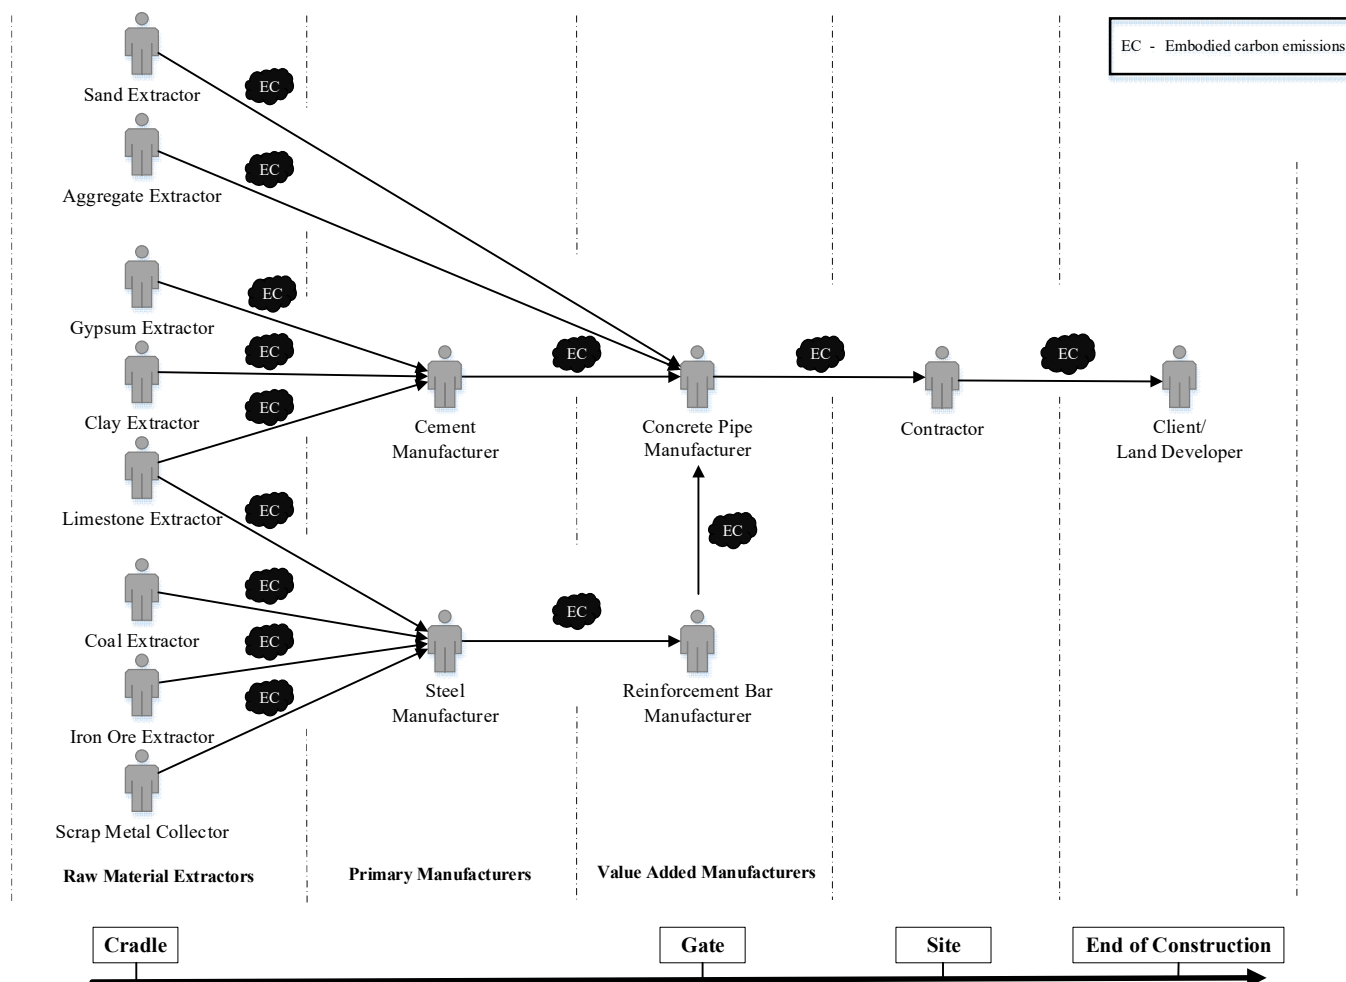 EC - Embodied carbon emissions
EC
Sand Extractor
EC
Aggregate Extractor
EC
Gypsum Extractor
EC
Clay Extractor
EC
Limestone Extractor
EC
EC
Coal Extractor
EC
Iron Ore Extractor
EC
Scrap Metal Collector
EC
Cement
Manufacturer
EC
Steel
Manufacturer
EC
Concrete Pipe
Manufacturer
EC
Reinforcement Bar
Manufacturer
EC
Contractor
EC
Client/
Land Developer
Raw Material Extractors
Primary Manufacturers
Value Added Manufacturers
Cradle
Gate
Site
End of Construction